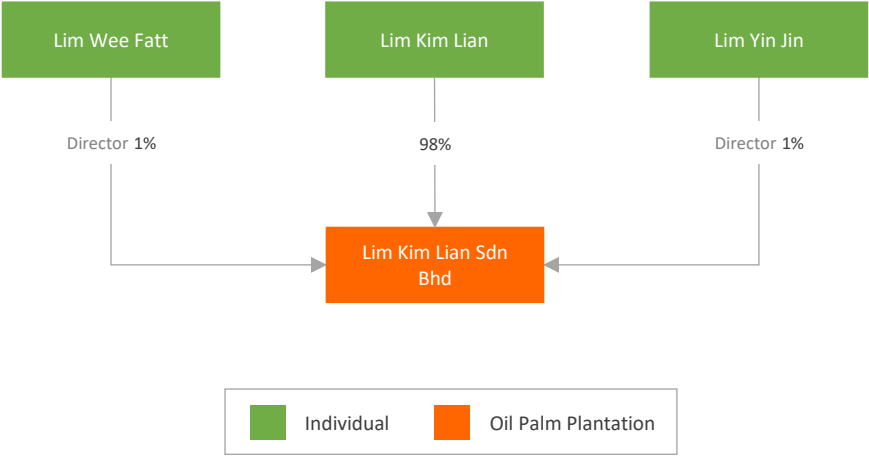 Lim Wee Fatt
Lim Kim Lian
Lim Yin Jin
Director 1%
98%
Director 1%
Lim Kim Lian Sdn
Bhd
Individual
Oil Palm Plantation